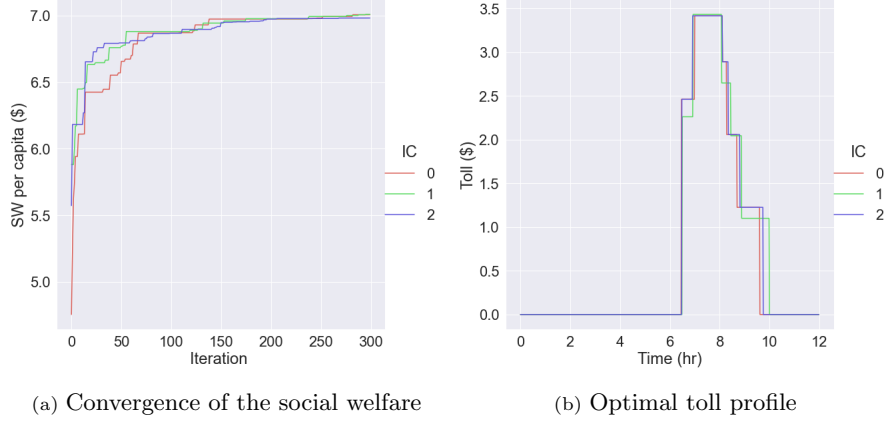 7.0
6.5
6.0
5.5
5.0
SW per capita ($)
0 50 100 150 200 250 300
Iteration
IC
0
1
2
(a) Convergence of the social welfare
3.5
3.0
2.5
2.0
1.5
1.0
0.5
0.0
Toll ($)
0 2 4 6 8 10 12
Time (hr)
IC
0
1
2
(b) Optimal toll profile